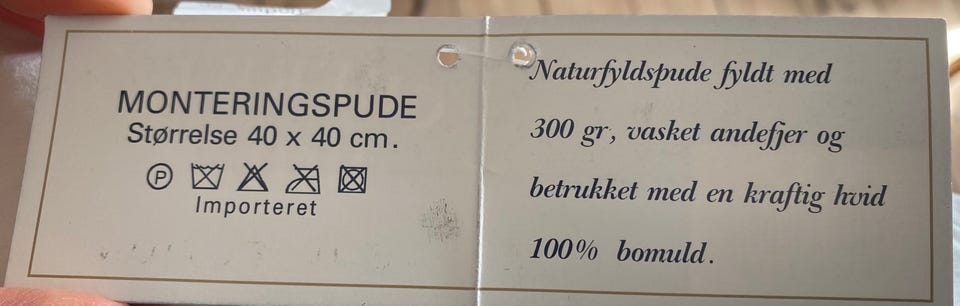 MONTERINGSPUDE
Størrelse 40 x 40 cm.
P
Importeret
Naturfyldspude fyldt med
300 gr, vasket andefjer og
betrukket med en kraftig hvid
100% bomuld.